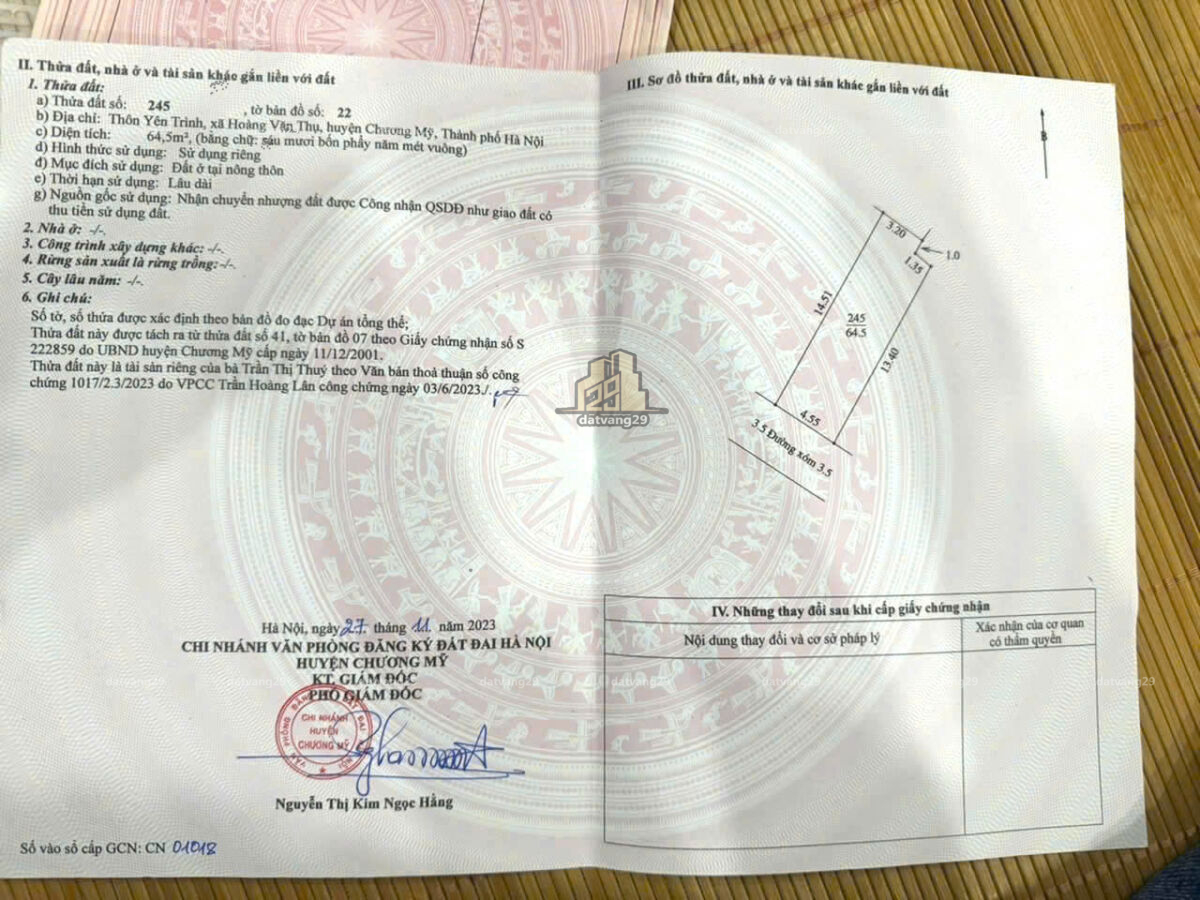 II. Thửa đất, nhà ở và tài sản khác gắn liền với đất
1. Thửa đất:
a) Thửa đất số: 245 , tờ bản đồ số: 22
b) Địa chỉ: Thôn Yên Trình, xã Hoàng Văn Thụ, huyện Chương Mỹ, Thành phố Hà Nội
c) Diện tích: 64,5m², (bằng chữ: sáu mươi bốn phẩy năm mét vuông)
d) Hình thức sử dụng: Sử dụng riêng
đ) Mục đích sử dụng: Đất ở tại nông thôn
e) Thời hạn sử dụng: Lâu dài
g) Nguồn gốc sử dụng: Nhận chuyển nhượng đất được Công nhận QSDĐ như giao đất có
thu tiền sử dụng đất.
2. Nhà ở: -/-.
3. Công trình xây dựng khác: -/-.
4. Rừng sản xuất là rừng trồng: -/-.
5. Cây lâu năm: -/-.
6. Ghi chú:
Số tờ, số thửa được xác định theo bản đồ đo đạc Dự án tổng thể;
Thửa đất này được tách ra từ thửa đất số 41, tờ bản đồ 07 theo Giấy chứng nhận số S
222859 do UBND huyện Chương Mỹ cấp ngày 11/12/2001.
Thửa đất này là tài sản riêng của bà Trần Thị Thuý theo Văn bản thoả thuận số công
chứng 1017/2.3/2023 do VPCC Trần Hoàng Lân công chứng ngày 03/6/2023./.
Hà Nội, ngày 27 tháng 11 năm 2023
CHI NHÁNH VĂN PHÒNG ĐĂNG KÝ ĐẤT ĐAI HÀ NỘI
HUYỆN CHƯƠNG MỸ
KT. GIÁM ĐỐC
PHÓ GIÁM ĐỐC
CHI NHÁNH
HUYỆN
CHƯƠNG MỸ
Nguyễn Thị Kim Ngọc Hằng
Số vào sổ cấp GCN: CN 01018
III. Sơ đồ thửa đất, nhà ở và tài sản khác gắn liền với đất
B
3.20
1.0
1.35
14.51
245
64.5
13.40
4.55
3.5 Đường xóm 3.5
29
datvang29
IV. Những thay đổi sau khi cấp giấy chứng nhận
Nội dung thay đổi và cơ sở pháp lý
Xác nhận của cơ quan
có thẩm quyền
datvang29
datvang29
datvang29
datvang29